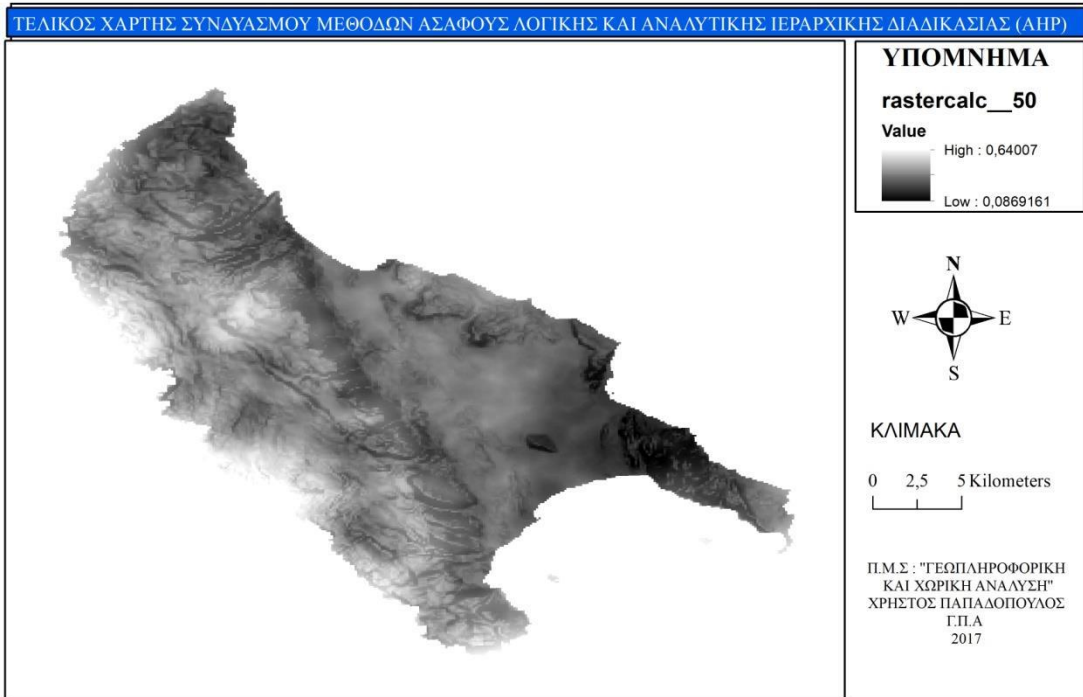 ΤΕΛΙΚΟΣ ΧΑΡΤΗΣ ΣΥΝΔΥΑΣΜΟΥ ΜΕΘΟΔΩΝ ΑΣΑΦΟΥΣ ΛΟΓΙΚΗΣ ΚΑΙ ΑΝΑΛΥΤΙΚΗΣ ΙΕΡΑΡΧΙΚΗΣ ΔΙΑΔΙΚΑΣΙΑΣ (ΑΗΡ)
ΥΠΟΜΝΗΜΑ
rastercalc__50
Value
High : 0,64007
Low : 0,0869161
N
W E
S
ΚΛΙΜΑΚΑ
0 2,5 5 Kilometers
Π.Μ.Σ : "ΓΕΩΠΛΗΡΟΦΟΡΙΚΗ
ΚΑΙ ΧΩΡΙΚΗ ΑΝΑΛΥΣΗ"
ΧΡΗΣΤΟΣ ΠΑΠΑΔΟΠΟΥΛΟΣ
Γ.Π.Α
2017